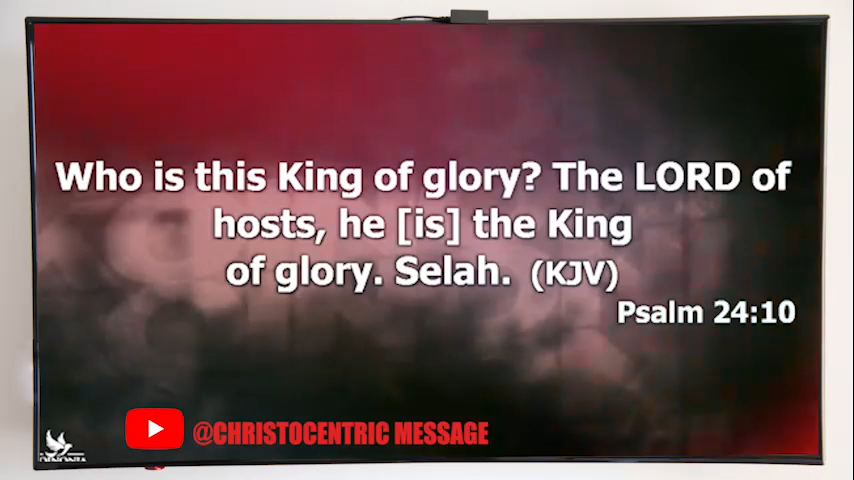 Who is this King of glory? The LORD of
hosts, he [is] the King
of glory. Selah. (KJV)
Psalm 24:10
@CHRISTOCENTRIC MESSAGE